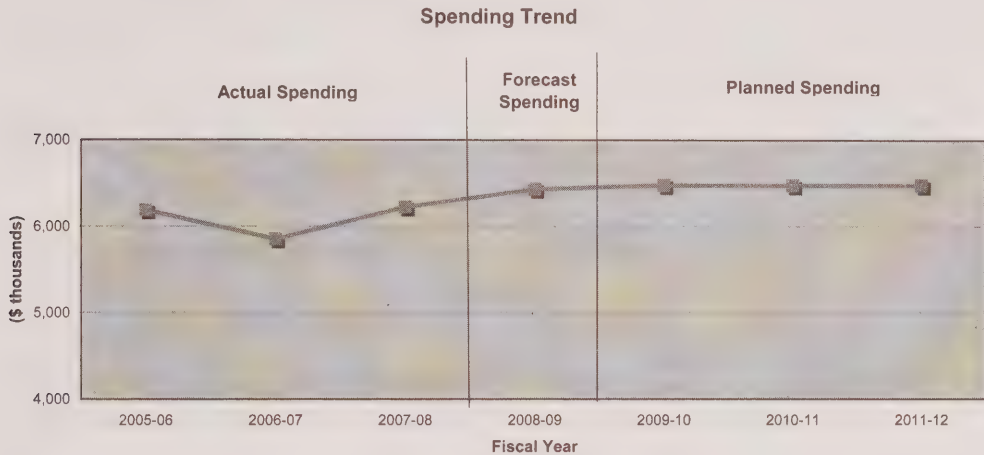 Spending Trend
Actual Spending
Forecast
Spending
Planned Spending
7,000
6,000
5,000
4,000
($ thousands)
2005-06 2006-07 2007-08 2008-09 2009-10 2010-11 2011-12
Fiscal Year